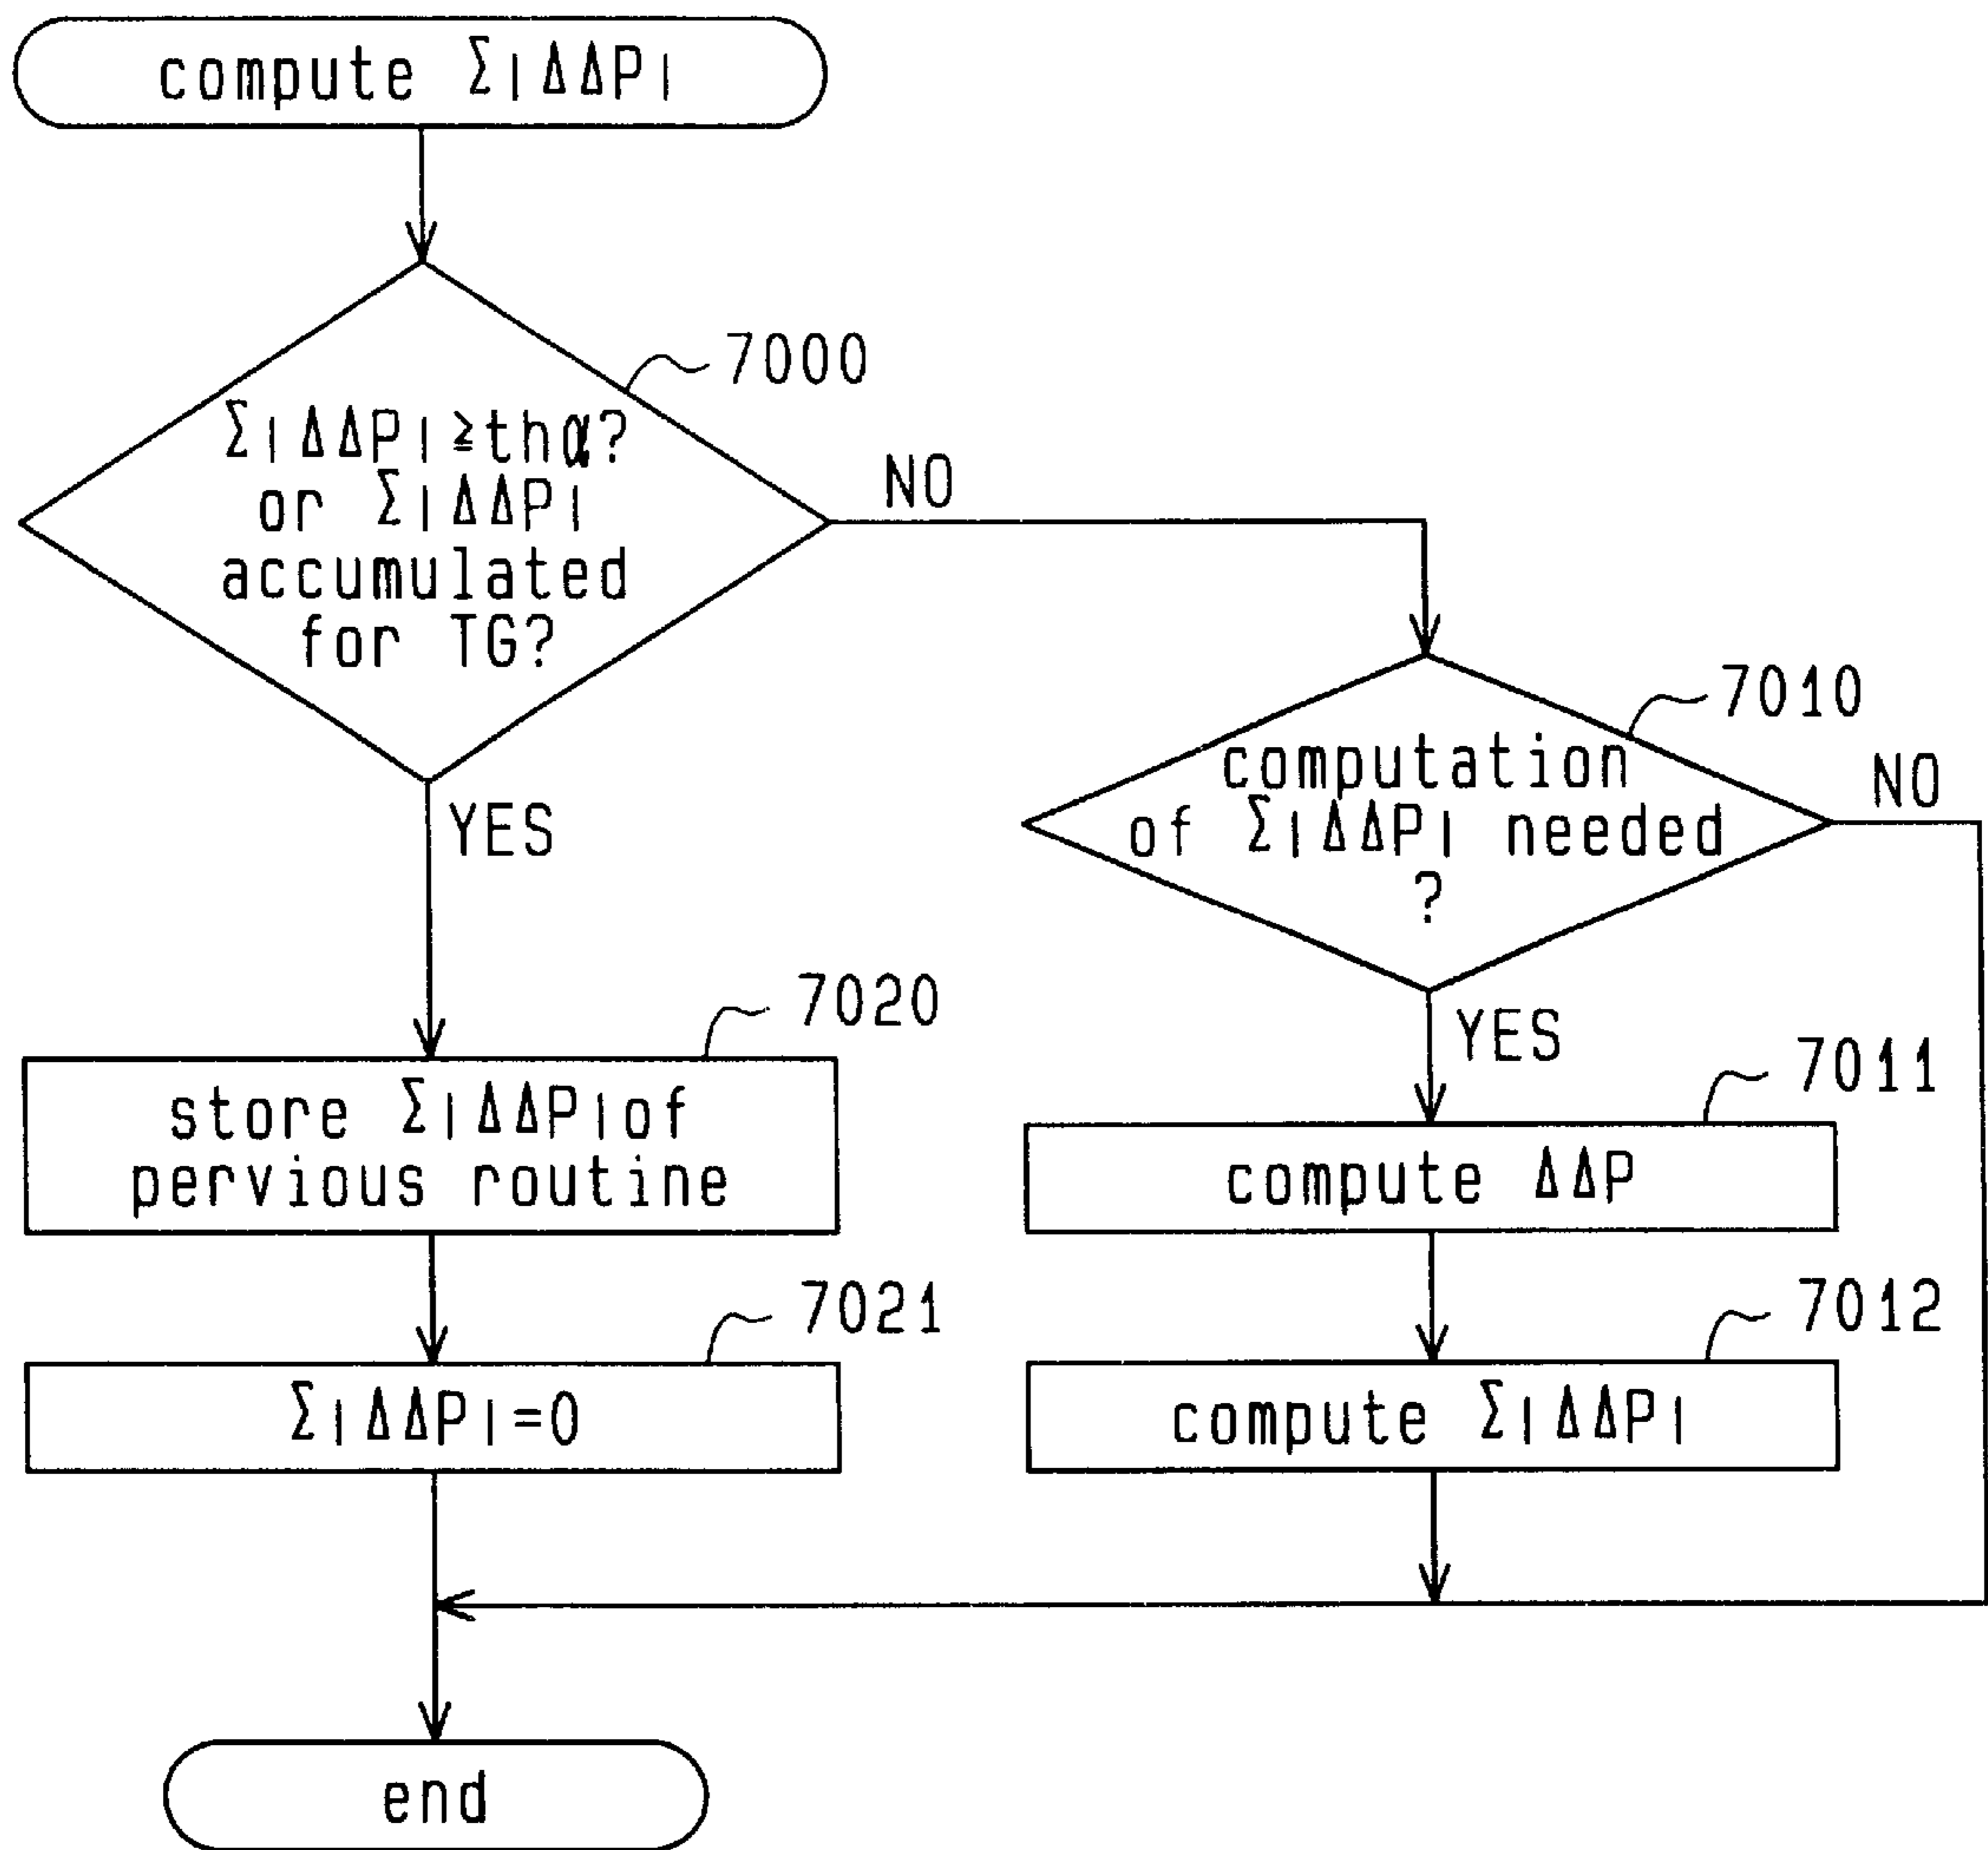 compute Σ|ΔΔP|
7000
Σ|ΔΔP|≧thα?
or Σ|ΔΔP|
accumulated
for TG?
NO
YES
7010
computation
of Σ|ΔΔP| needed
?
NO
YES
7020
store Σ|ΔΔP|of
pervious routine
7011
compute ΔΔP
7021
Σ|ΔΔP|=0
7012
compute Σ|ΔΔP|
end